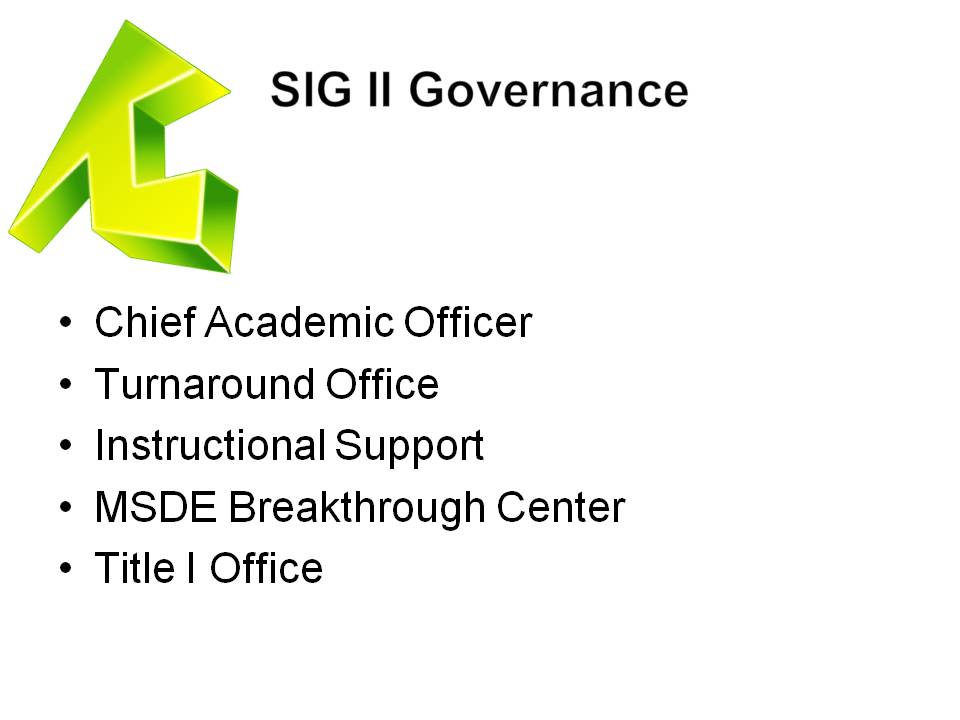 SIG II Governance
• Chief Academic Officer
• Turnaround Office
• Instructional Support
• MSDE Breakthrough Center
• Title I Office